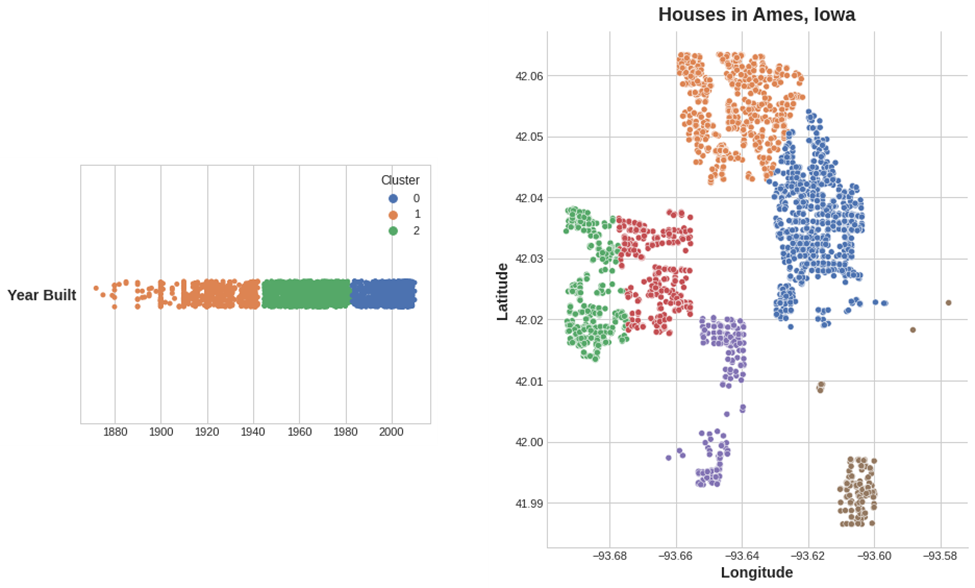 Cluster
0
1
2
Year Built
1880 1900 1920 1940 1960 1980 2000
Houses in Ames, Iowa
42.06
42.05
42.04
42.03
42.02
42.01
42.00
41.99
Latitude
−93.68 −93.66 −93.64 −93.62 −93.60 −93.58
Longitude